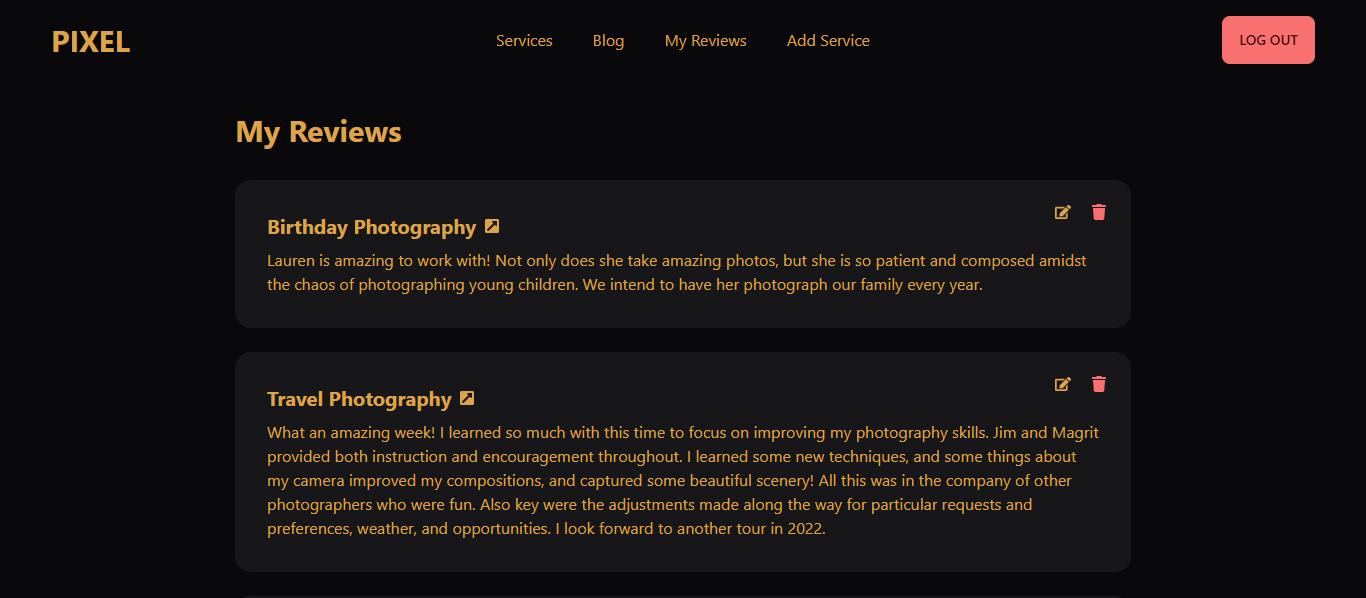 PIXEL
Services Blog My Reviews Add Service
LOG OUT
My Reviews
Birthday Photography
Lauren is amazing to work with! Not only does she take amazing photos, but she is so patient and composed amidst
the chaos of photographing young children. We intend to have her photograph our family every year.
Travel Photography
What an amazing week! I learned so much with this time to focus on improving my photography skills. Jim and Magrit
provided both instruction and encouragement throughout. I learned some new techniques, and some things about
my camera improved my compositions, and captured some beautiful scenery! All this was in the company of other
photographers who were fun. Also key were the adjustments made along the way for particular requests and
preferences, weather, and opportunities. I look forward to another tour in 2022.